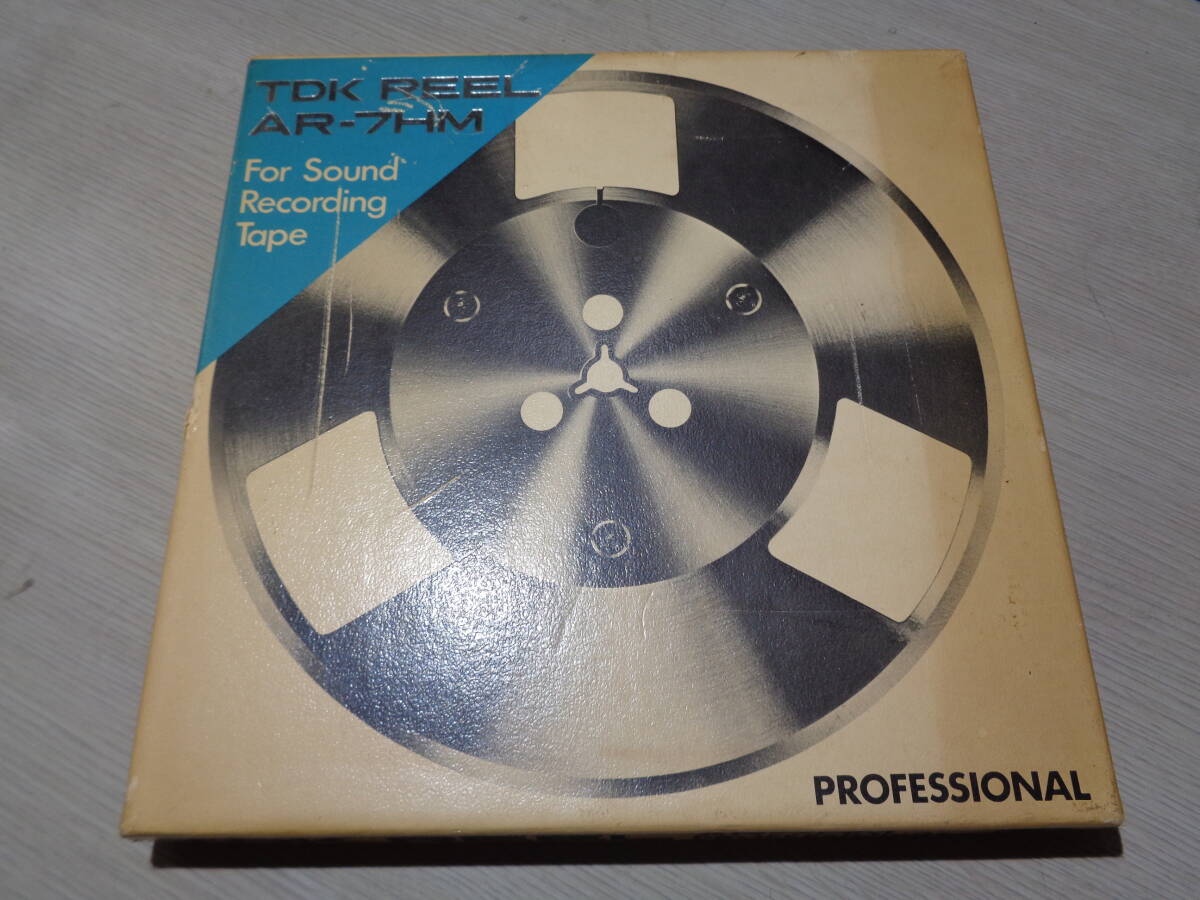 TDK REEL
AR-7HM
For Sound
Recording
Tape
PROFESSIONAL